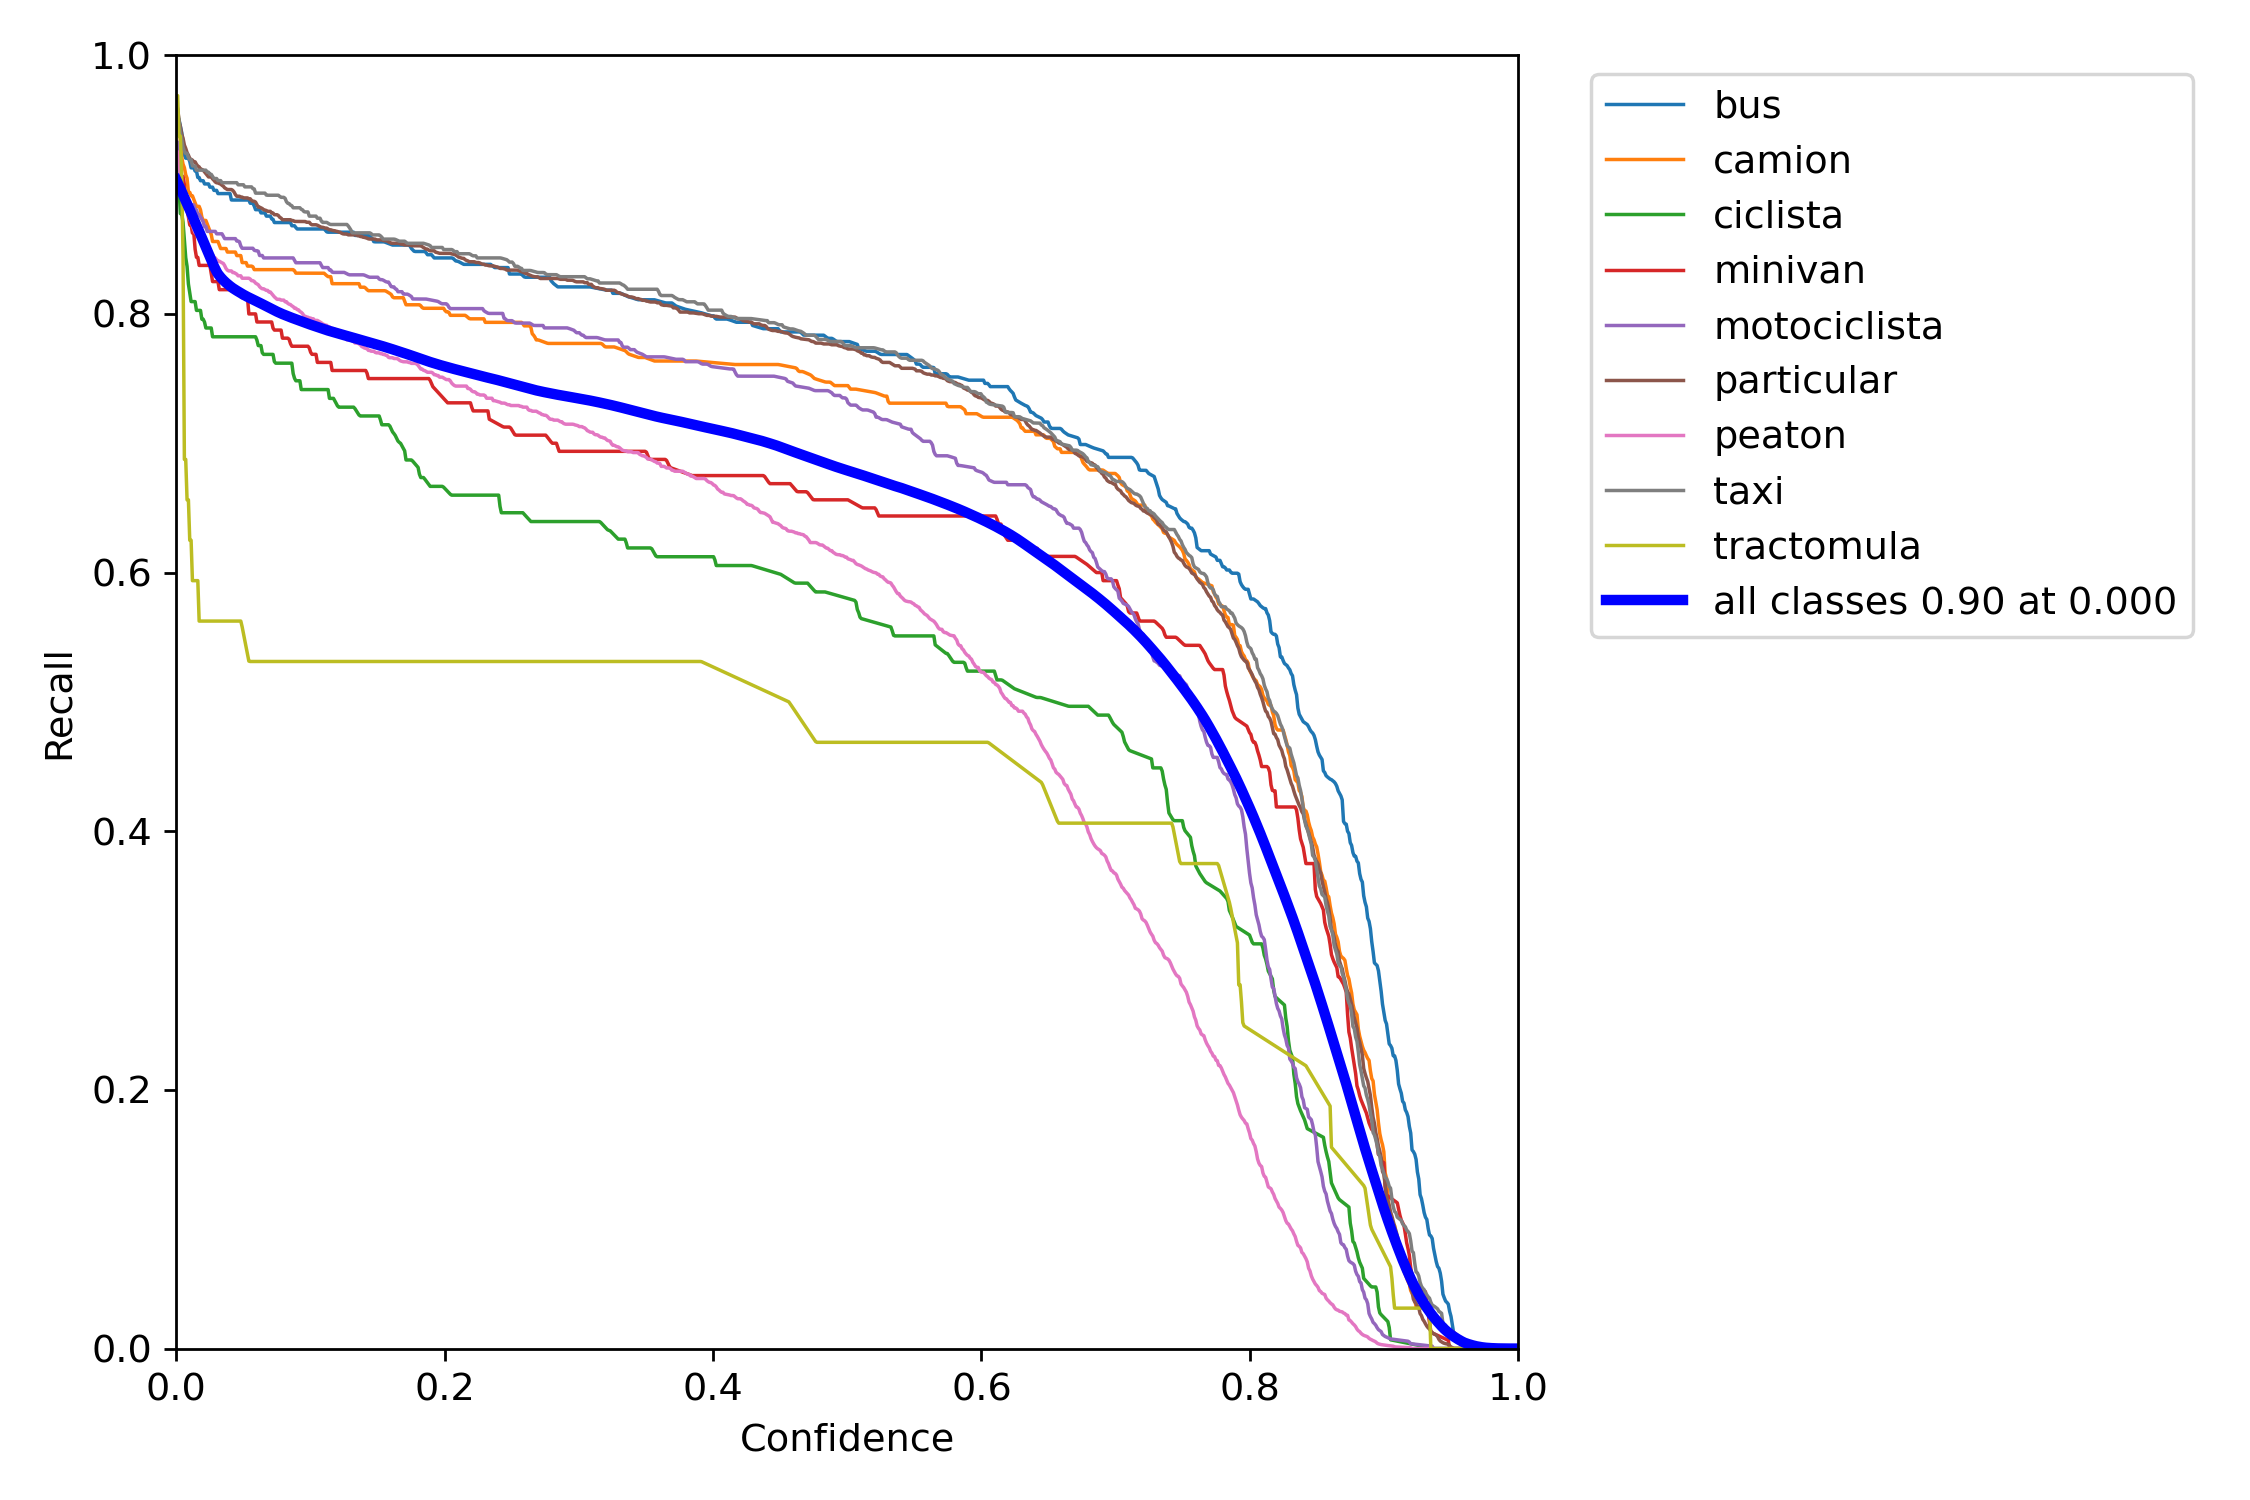 1.0
0.8
0.6
0.4
0.2
0.0
Recall
0.0 0.2 0.4 0.6 0.8 1.0
Confidence
bus
camion
ciclista
minivan
motociclista
particular
peaton
taxi
tractomula
all classes 0.90 at 0.000